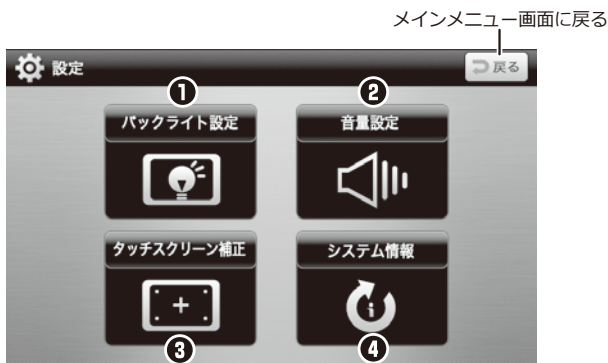 メインメニュー画面に戻る
設定
戻る
❶
❷
バックライト設定
音量設定
タッチスクリーン補正
システム情報
i
❸
❹